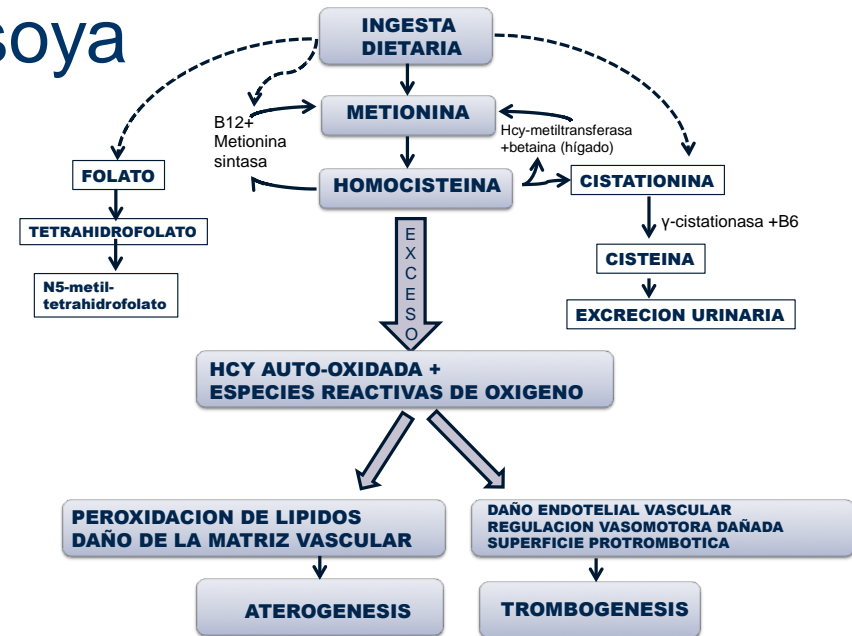 soya
INGESTA
DIETARIA
METIONINA
B12+
Metionina
sintasa
Hcy-metiltransferasa
+betaina (hígado)
FOLATO
HOMOCISTEINA
CISTATIONINA
TETRAHIDROFOLATO
γ-cistationasa +B6
CISTEINA
N5-metil-
tetrahidrofolato
EXCRECION URINARIA
EXCESO
HCY AUTO-OXIDADA +
ESPECIES REACTIVAS DE OXIGENO
PEROXIDACION DE LIPIDOS
DAÑO DE LA MATRIZ VASCULAR
DAÑO ENDOTELIAL VASCULAR
REGULACION VASOMOTORA DAÑADA
SUPERFICIE PROTROMBOTICA
ATEROGENESIS
TROMBOGENESIS